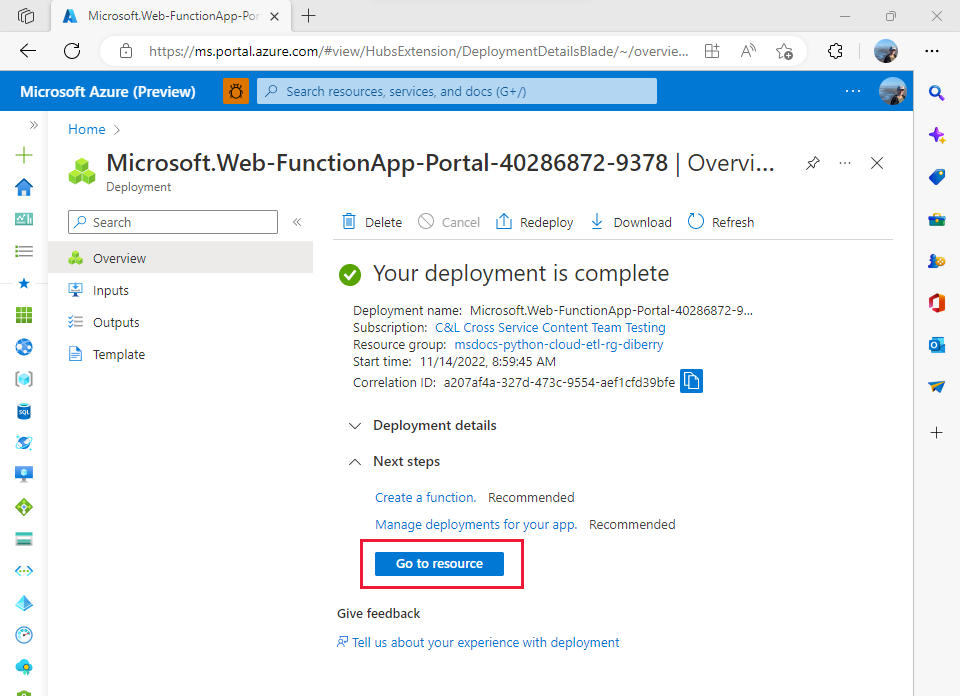 Microsoft.Web-FunctionApp-Por
https://ms.portal.azure.com/#view/HubsExtension/DeploymentDetailsBlade/~/overvie...
Microsoft Azure (Preview)
Search resources, services, and docs (G+/)
Home
Microsoft.Web-FunctionApp-Portal-40286872-9378 | Overvi...
Deployment
Search
Delete
Cancel
Redeploy
Download
Refresh
Overview
Inputs
Outputs
Template
Your deployment is complete
Deployment name: Microsoft.Web-FunctionApp-Portal-40286872-9...
Subscription: C&L Cross Service Content Team Testing
Resource group: msdocs-python-cloud-etl-rg-diberry
Start time: 11/14/2022, 8:59:45 AM
Correlation ID: a207af4a-327d-473c-9554-aef1cfd39bfe
Deployment details
Next steps
Create a function. Recommended
Manage deployments for your app. Recommended
Go to resource
Give feedback
Tell us about your experience with deployment
SQL